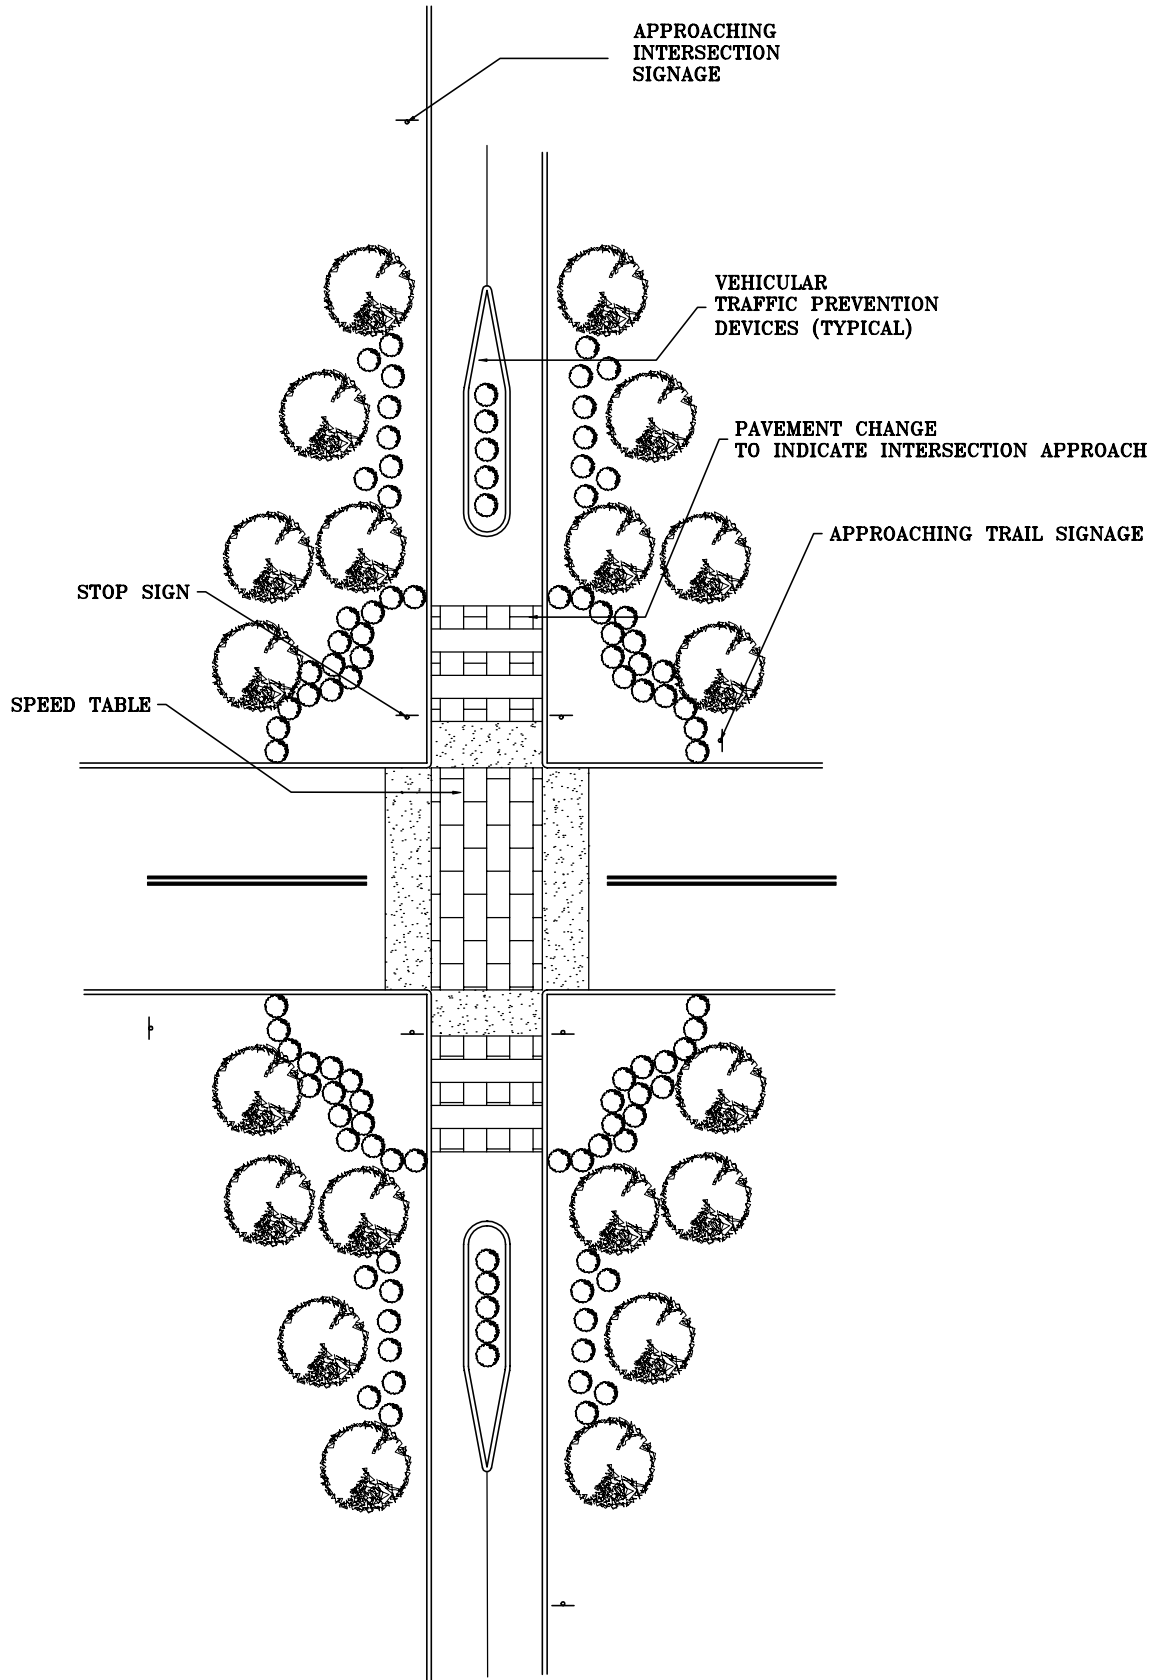 APPROACHING
INTERSECTION
SIGNAGE
VEHICULAR
TRAFFIC PREVENTION
DEVICES (TYPICAL)
PAVEMENT CHANGE
TO INDICATE INTERSECTION APPROACH
APPROACHING TRAIL SIGNAGE
STOP SIGN
SPEED TABLE